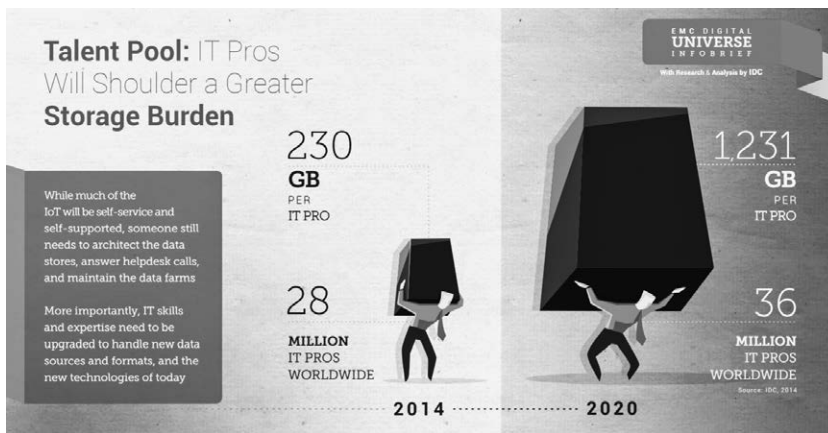 Talent Pool: IT Pros
Will Shoulder a Greater
Storage Burden
EMC DIGITAL
UNIVERSE
INFOBRIEF
With Research & Analysis by IDC
While much of the
IoT will be self-service and
self-supported, someone still
needs to architect the data
stores, answer helpdesk calls,
and maintain the data farms
More importantly, IT skills
and expertise need to be
upgraded to handle new data
sources and formats, and the
new technologies of today
230
GB
PER
IT PRO
28
MILLION
IT PROS
WORLDWIDE
1,231
GB
PER
IT PRO
36
MILLION
IT PROS
WORLDWIDE
Source: IDC, 2014
2014
2020